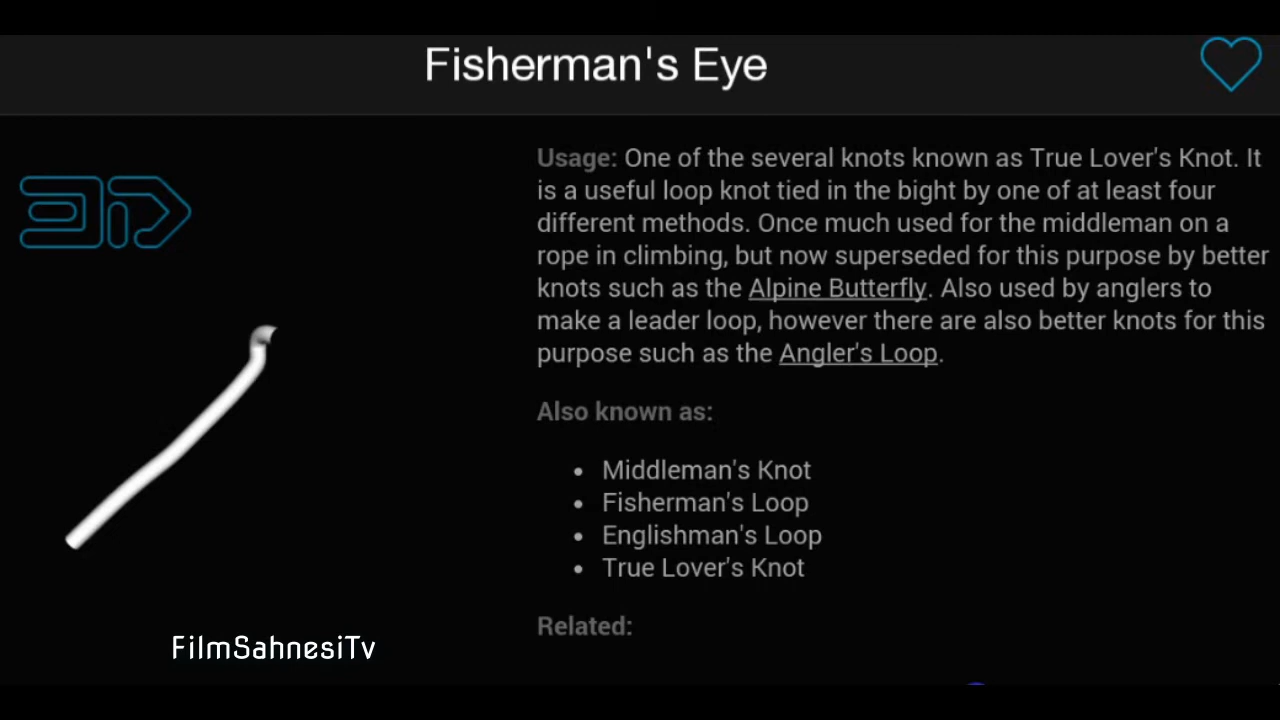 Fisherman's Eye
3D
Usage: One of the several knots known as True Lover's Knot. It
is a useful loop knot tied in the bight by one of at least four
different methods. Once much used for the middleman on a
rope in climbing, but now superseded for this purpose by better
knots such as the Alpine Butterfly. Also used by anglers to
make a leader loop, however there are also better knots for this
purpose such as the Angler's Loop.
Also known as:
• Middleman's Knot
• Fisherman's Loop
• Englishman's Loop
• True Lover's Knot
Related:
FilmSahnesiTv